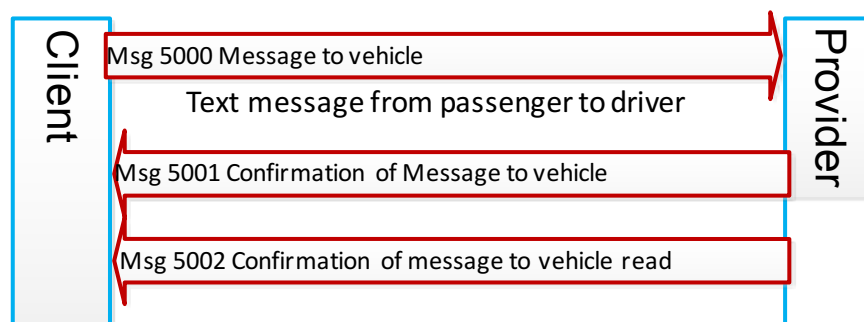 Client
Provider
Msg 5000 Message to vehicle
Text message from passenger to driver
Msg 5001 Confirmation of Message to vehicle
Msg 5002 Confirmation of message to vehicle read